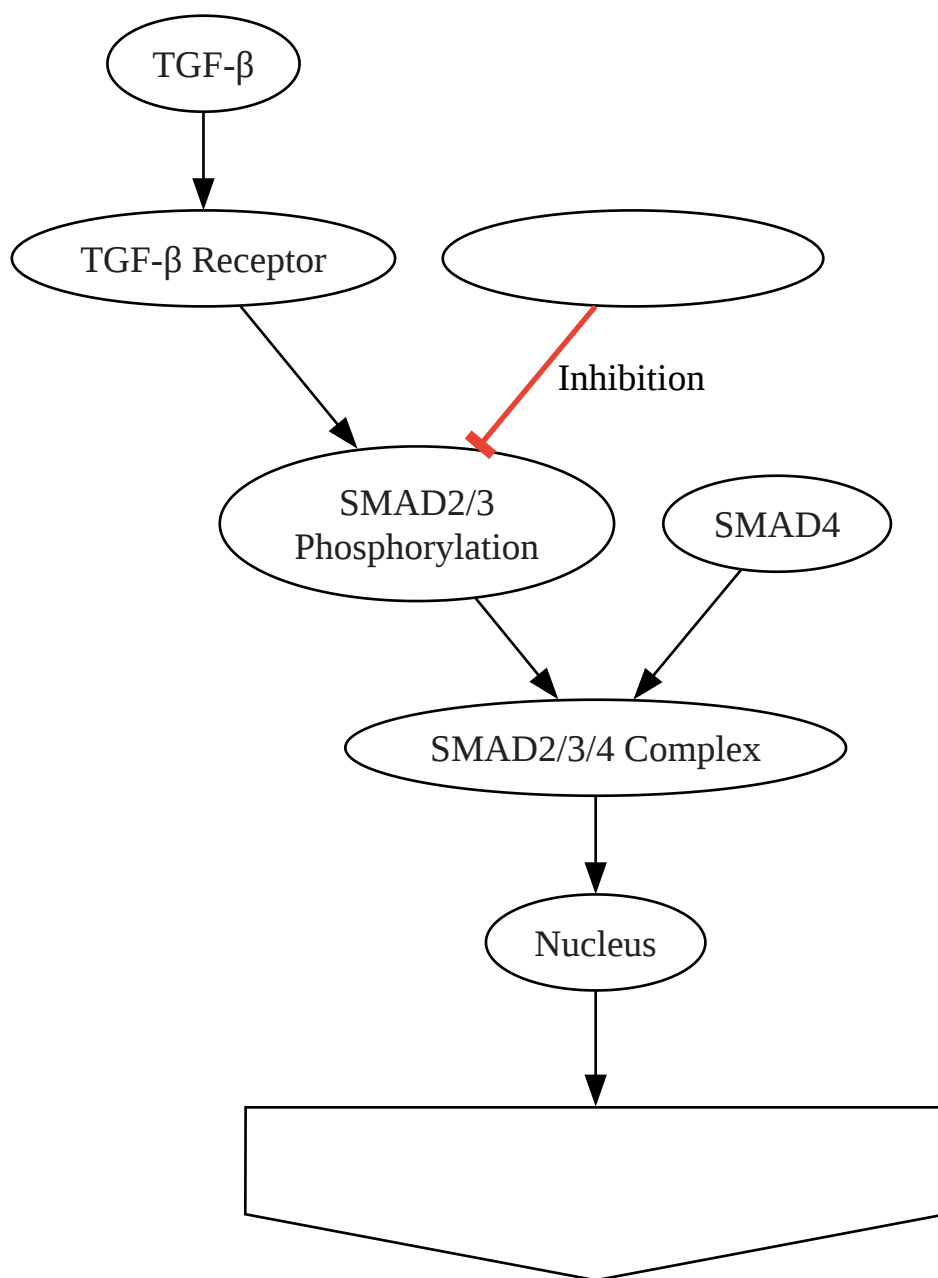 TGF-β
TGF-β Receptor
Inhibition
SMAD2/3
Phosphorylation
SMAD4
SMAD2/3/4 Complex
Nucleus